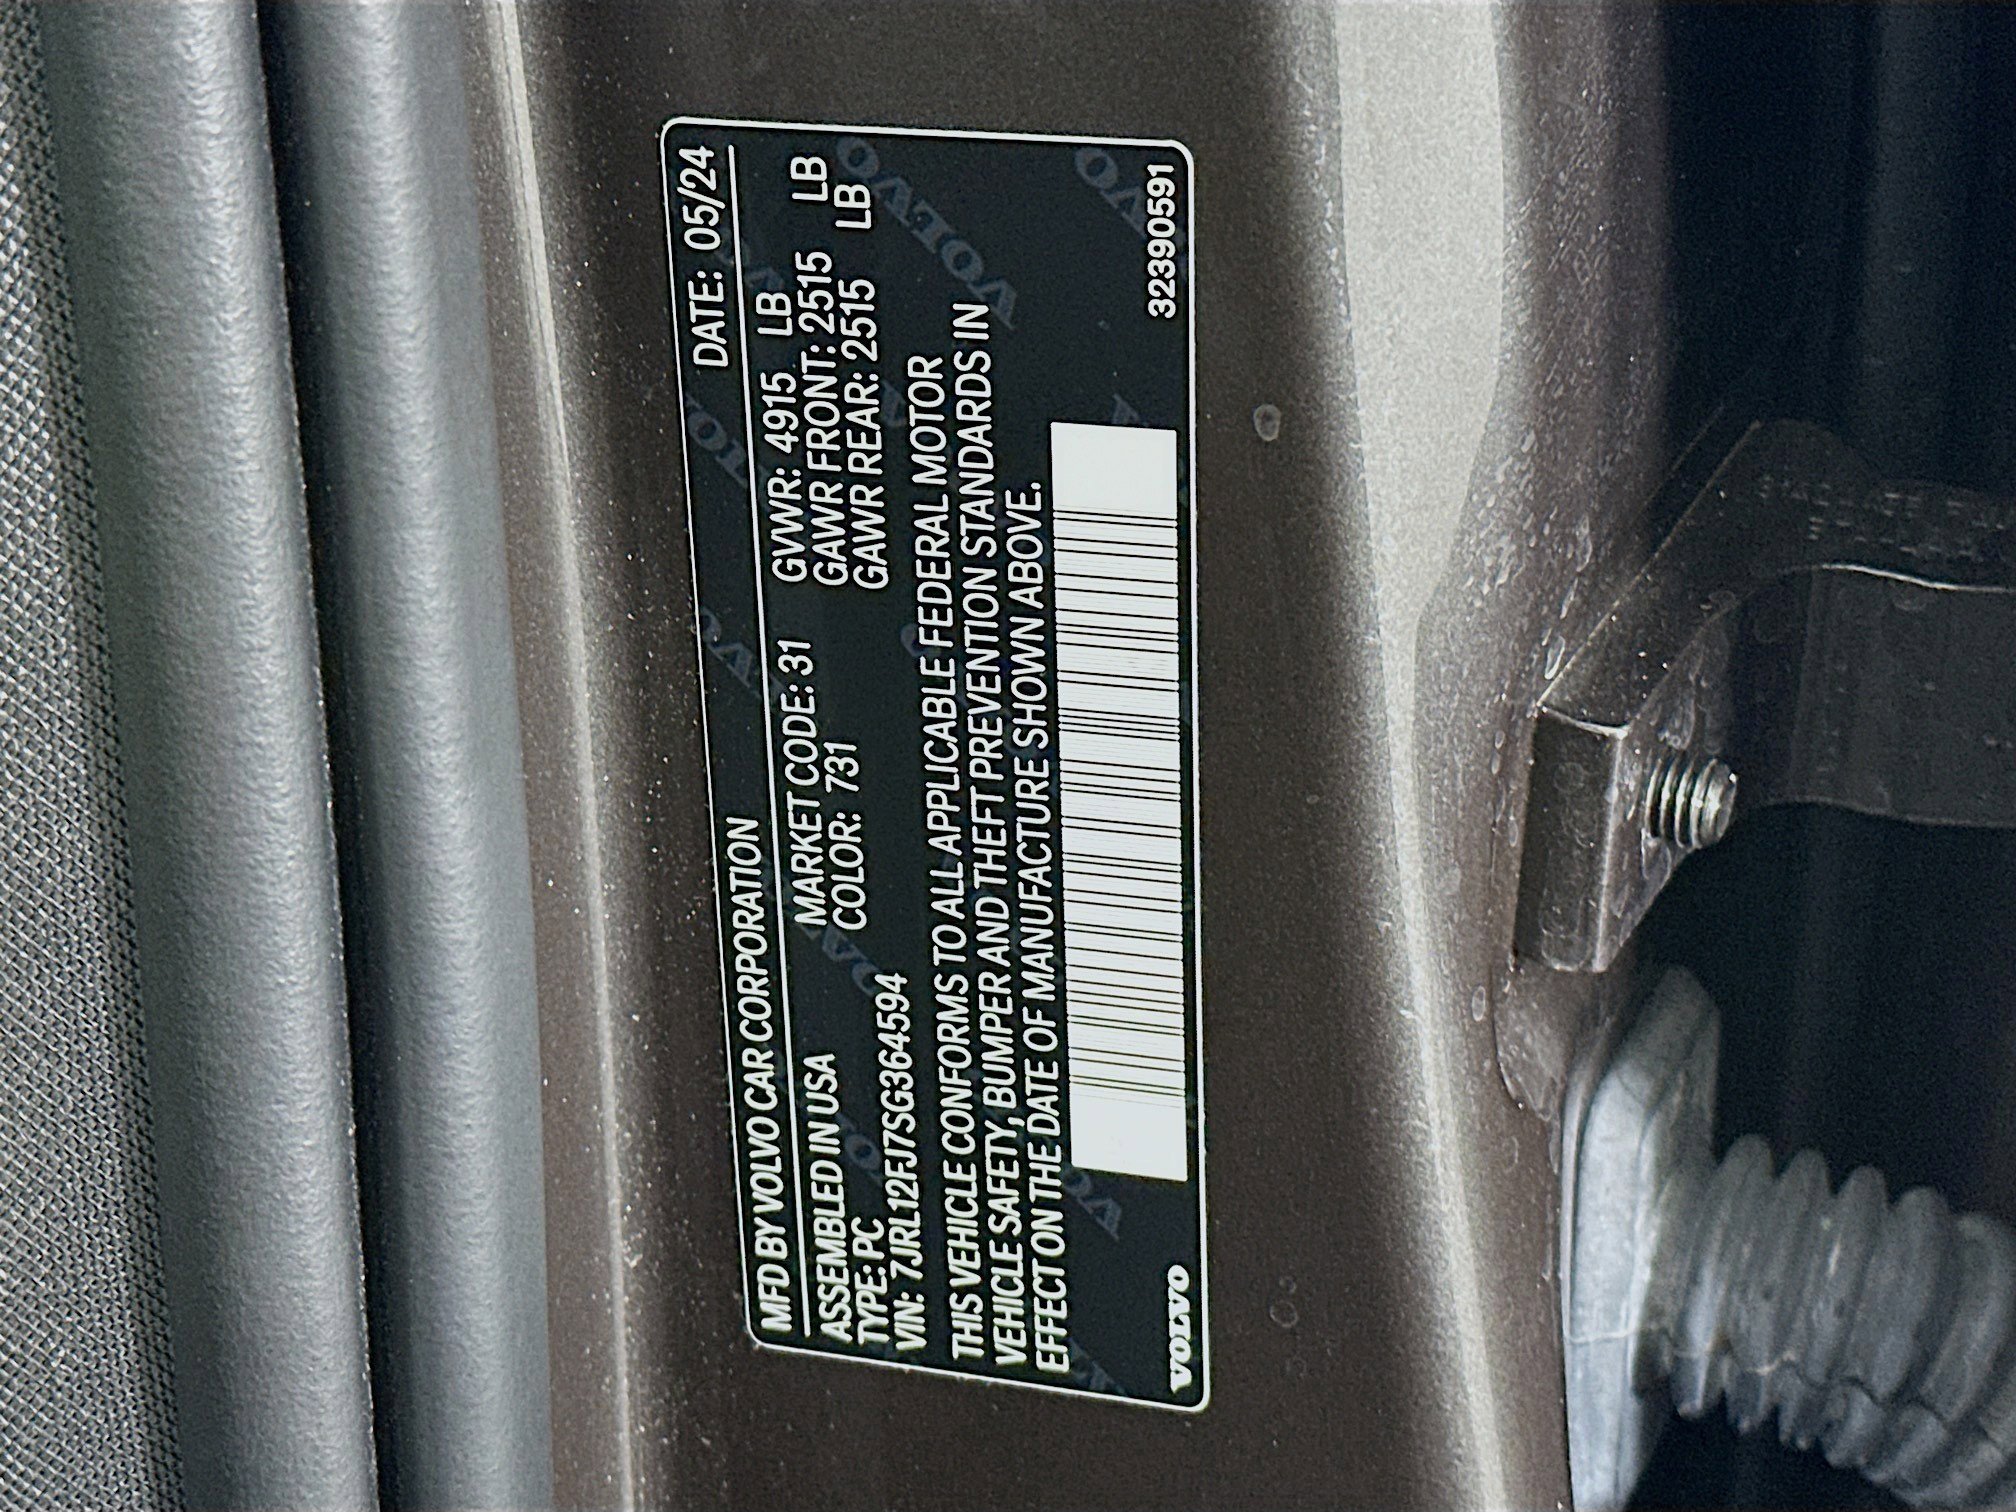 MFD BY VOLVO CAR CORPORATION DATE: 05/24
ASSEMBLED IN USA MARKET CODE: 31 GVWR: 4915 LB
TYPE: PC COLOR: 731 GAWR FRONT: 2515 LB
VIN: 7JRL12FJ7SG364594 GAWR REAR: 2515 LB
THIS VEHICLE CONFORMS TO ALL APPLICABLE FEDERAL MOTOR
VEHICLE SAFETY, BUMPER AND THEFT PREVENTION STANDARDS IN
EFFECT ON THE DATE OF MANUFACTURE SHOWN ABOVE.
VOLVO 32390591